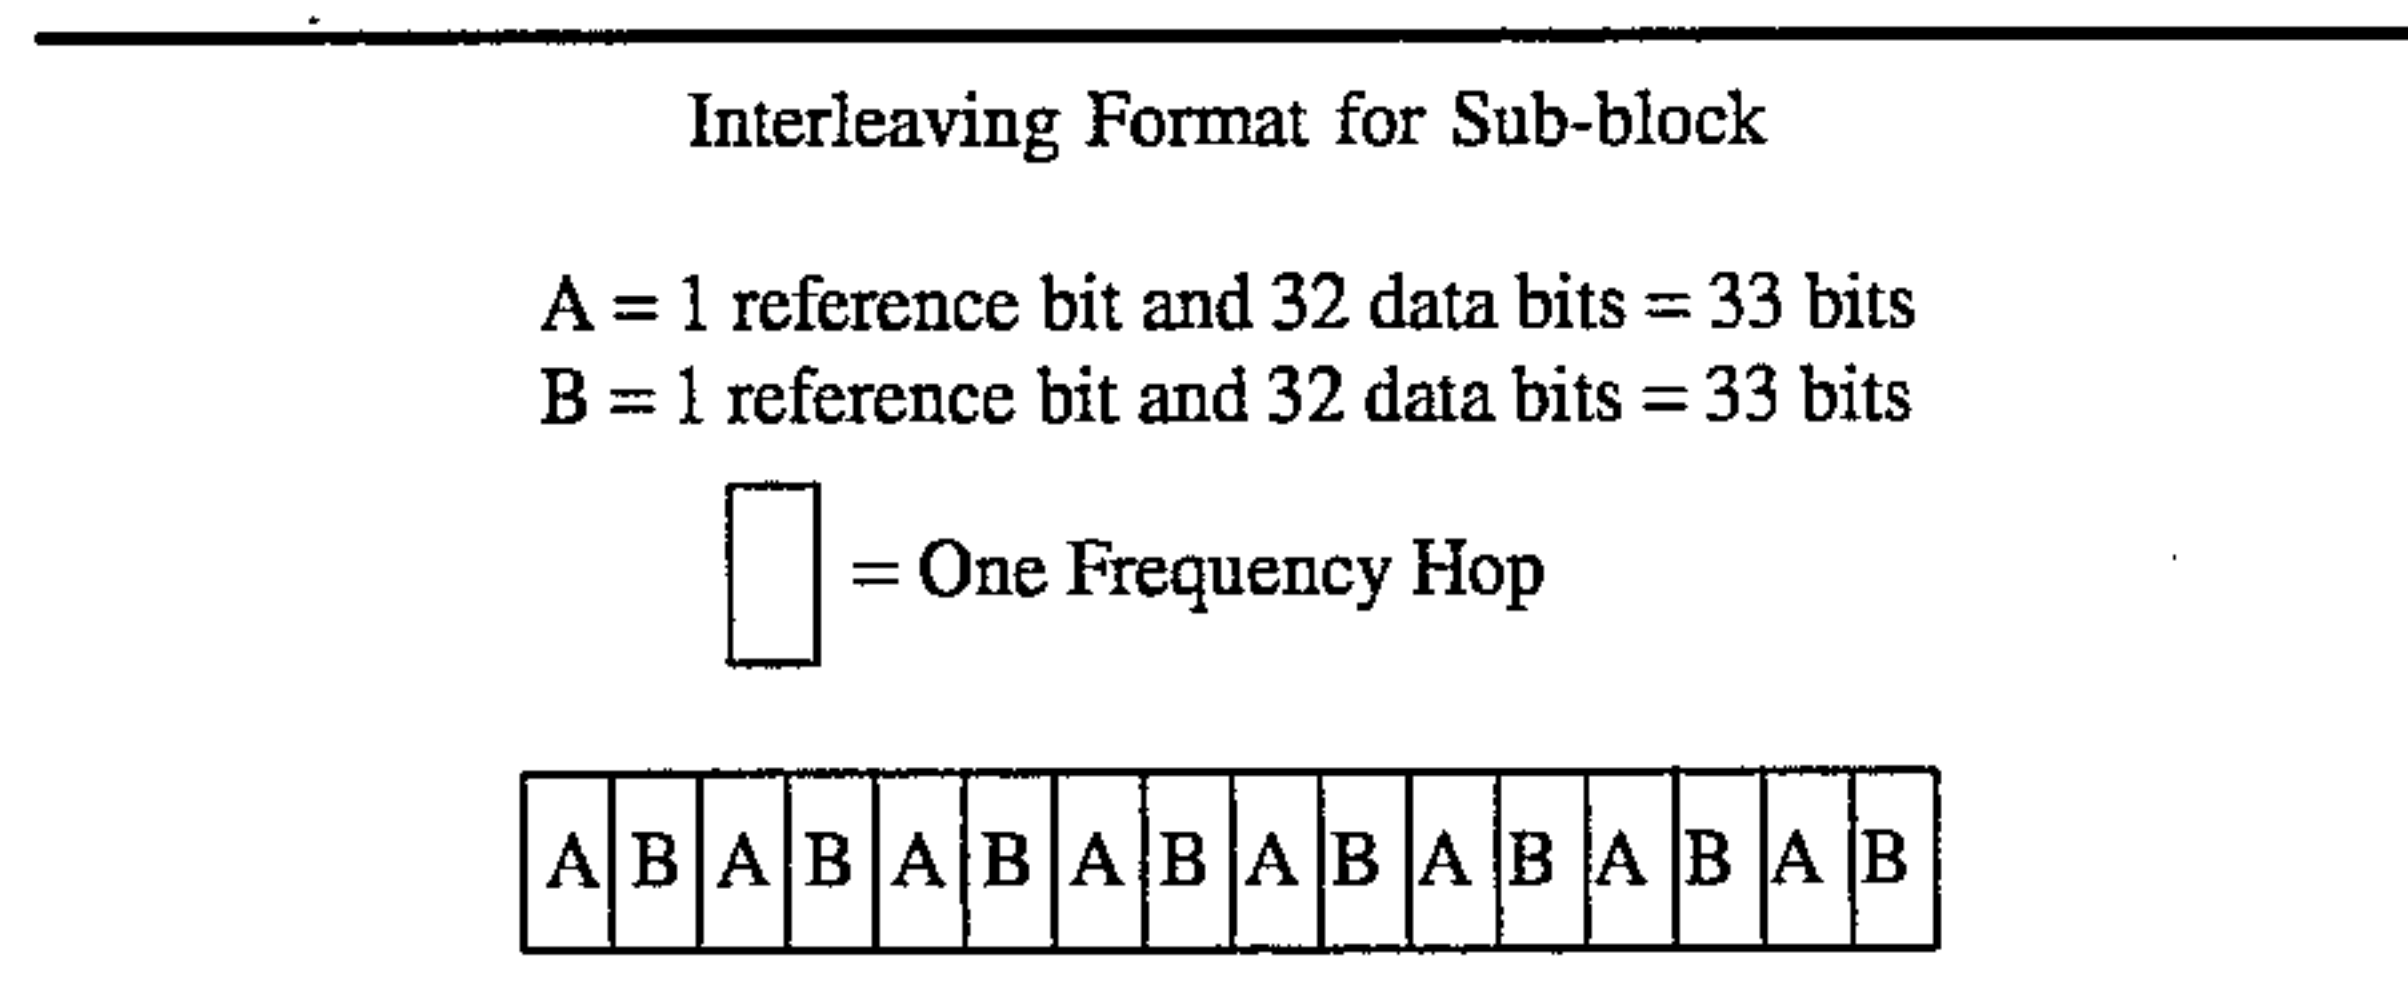 Interleaving Format for Sub-block
A = 1 reference bit and 32 data bits = 33 bits
B = 1 reference bit and 32 data bits = 33 bits
= One Frequency Hop
A B A B A B A B A B A B A B A B